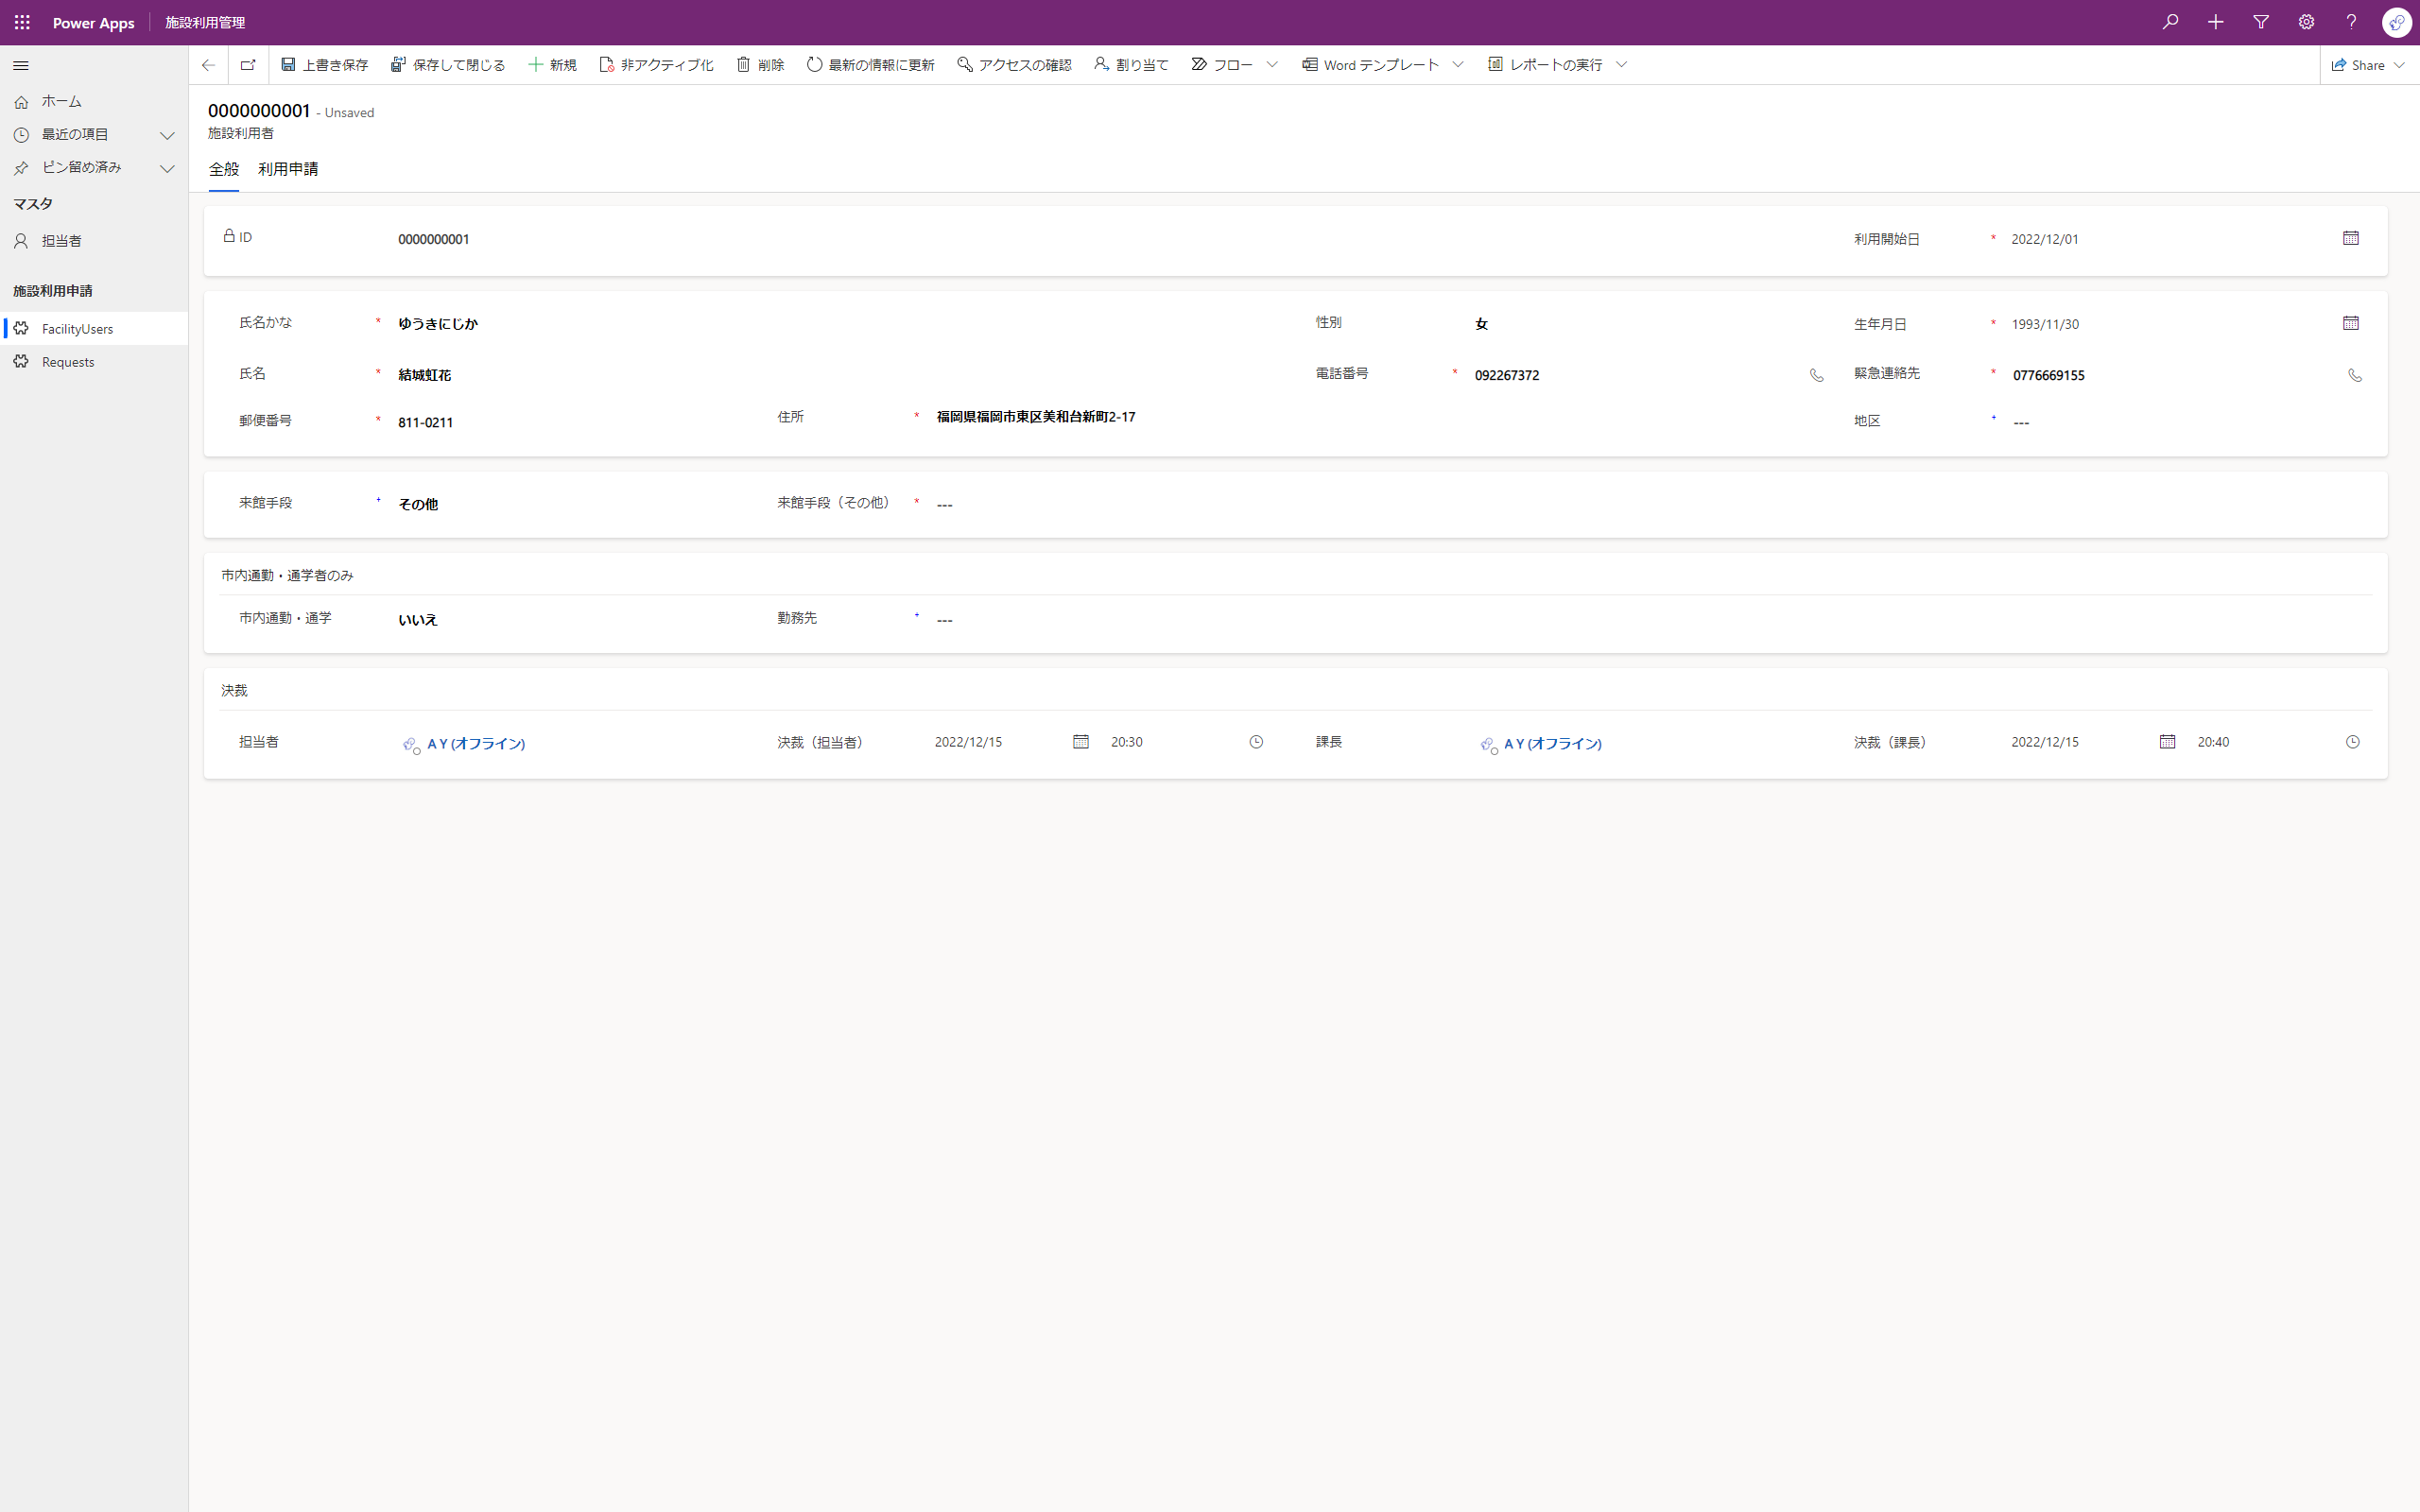 Power Apps 施設利用管理
上書き保存 保存して閉じる 新規 非アクティブ化 削除 最新の情報に更新 アクセスの確認 割り当て フロー Word テンプレート レポートの実行 Share
ホーム
最近の項目
ピン留め済み
マスタ
担当者
施設利用申請
FacilityUsers
Requests
0000000001 - Unsaved
施設利用者
全般 利用申請
ID 0000000001 利用開始日 * 2022/12/01
氏名かな * ゆうきにじか 性別 女 生年月日 * 1993/11/30
氏名 * 結城虹花 電話番号 * 092267372 緊急連絡先 * 0776669155
郵便番号 * 811-0211 住所 * 福岡県福岡市東区美和台新町2-17 地区 + ---
来館手段 + その他 来館手段（その他） * ---
市内通勤・通学者のみ
市内通勤・通学 いいえ 勤務先 + ---
決裁
担当者 A Y (オフライン) 決裁（担当者） 2022/12/15 20:30 課長 A Y (オフライン) 決裁（課長） 2022/12/15 20:40